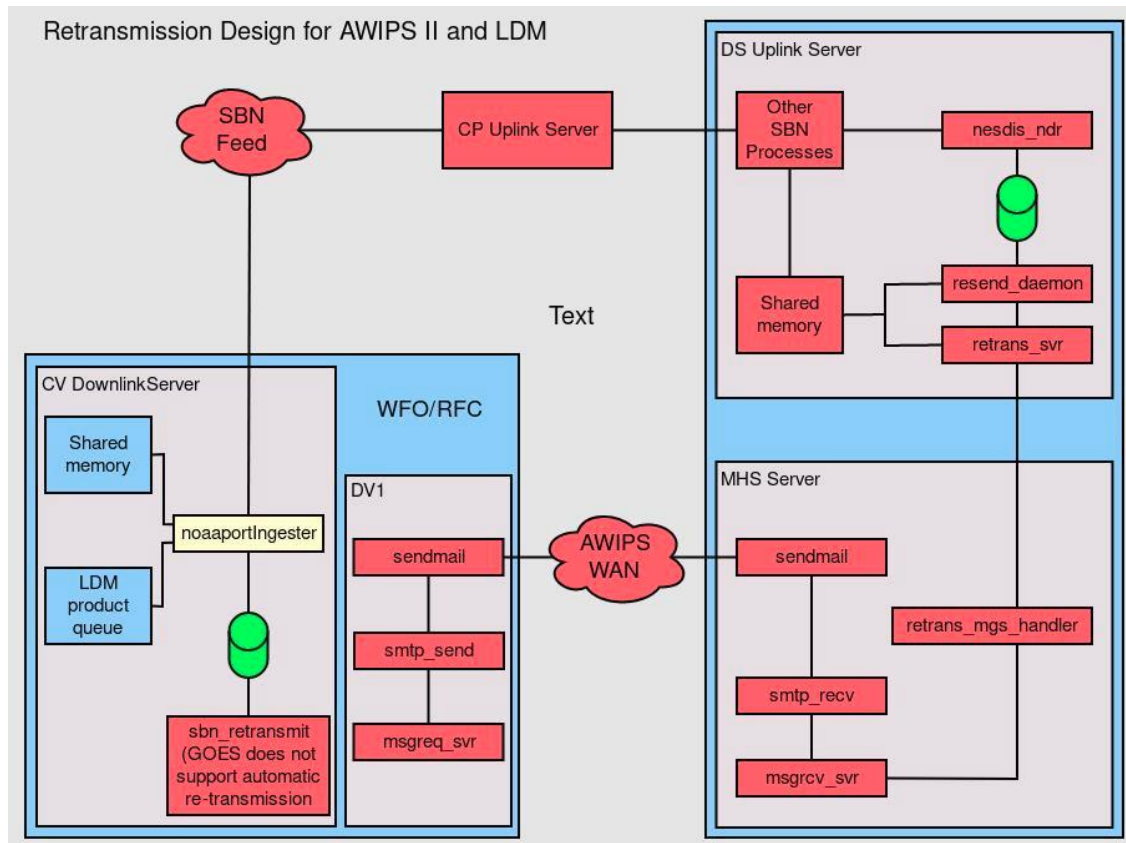 Retransmission Design for AWIPS II and LDM
SBN
Feed
CP Uplink Server
DS Uplink Server
Other
SBN
Processes
nesdis_ndr
Shared
memory
resend_daemon
retrans_svr
Text
WFO/RFC
CV DownlinkServer
Shared
memory
noaaportIngester
LDM
product
queue
sbn_retransmit
(GOES does not
support automatic
re-transmission
DV1
sendmail
smtp_send
msgreq_svr
AWIPS
WAN
MHS Server
sendmail
retrans_mgs_handler
smtp_recv
msgrcv_svr